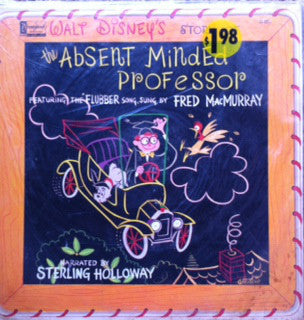 WALT DISNEY'S STO
$1.98
the ABSENT MINDED
PROFESSOR
FEATURING THE "FLUBBER" SONG, SUNG BY FRED MACMURRAY
NARRATED BY
STERLING HOLLOWAY